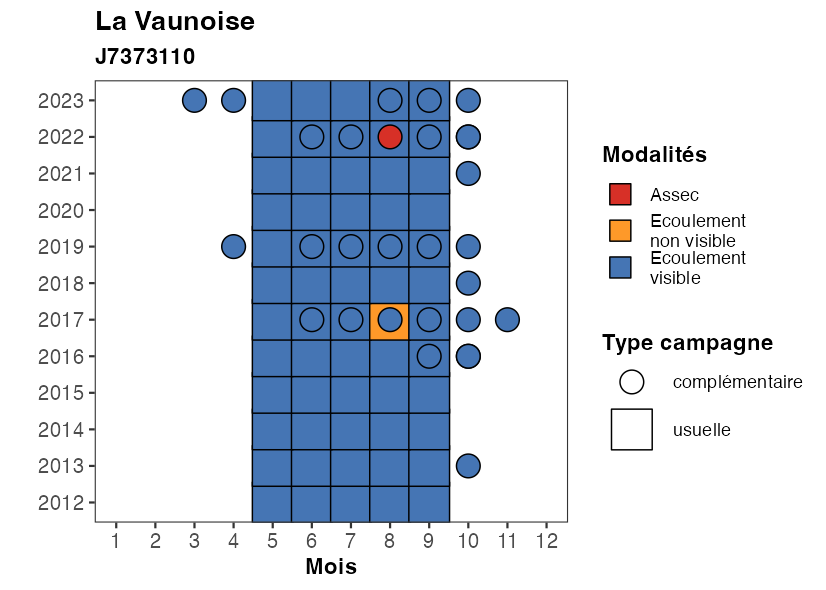 La Vaunoise
J7373110
2023
2022
2021
2020
2019
2018
2017
2016
2015
2014
2013
2012
1 2 3 4 5 6 7 8 9 10 11 12
Mois
Modalités
Assec
Ecoulement
non visible
Ecoulement
visible
Type campagne
complémentaire
usuelle